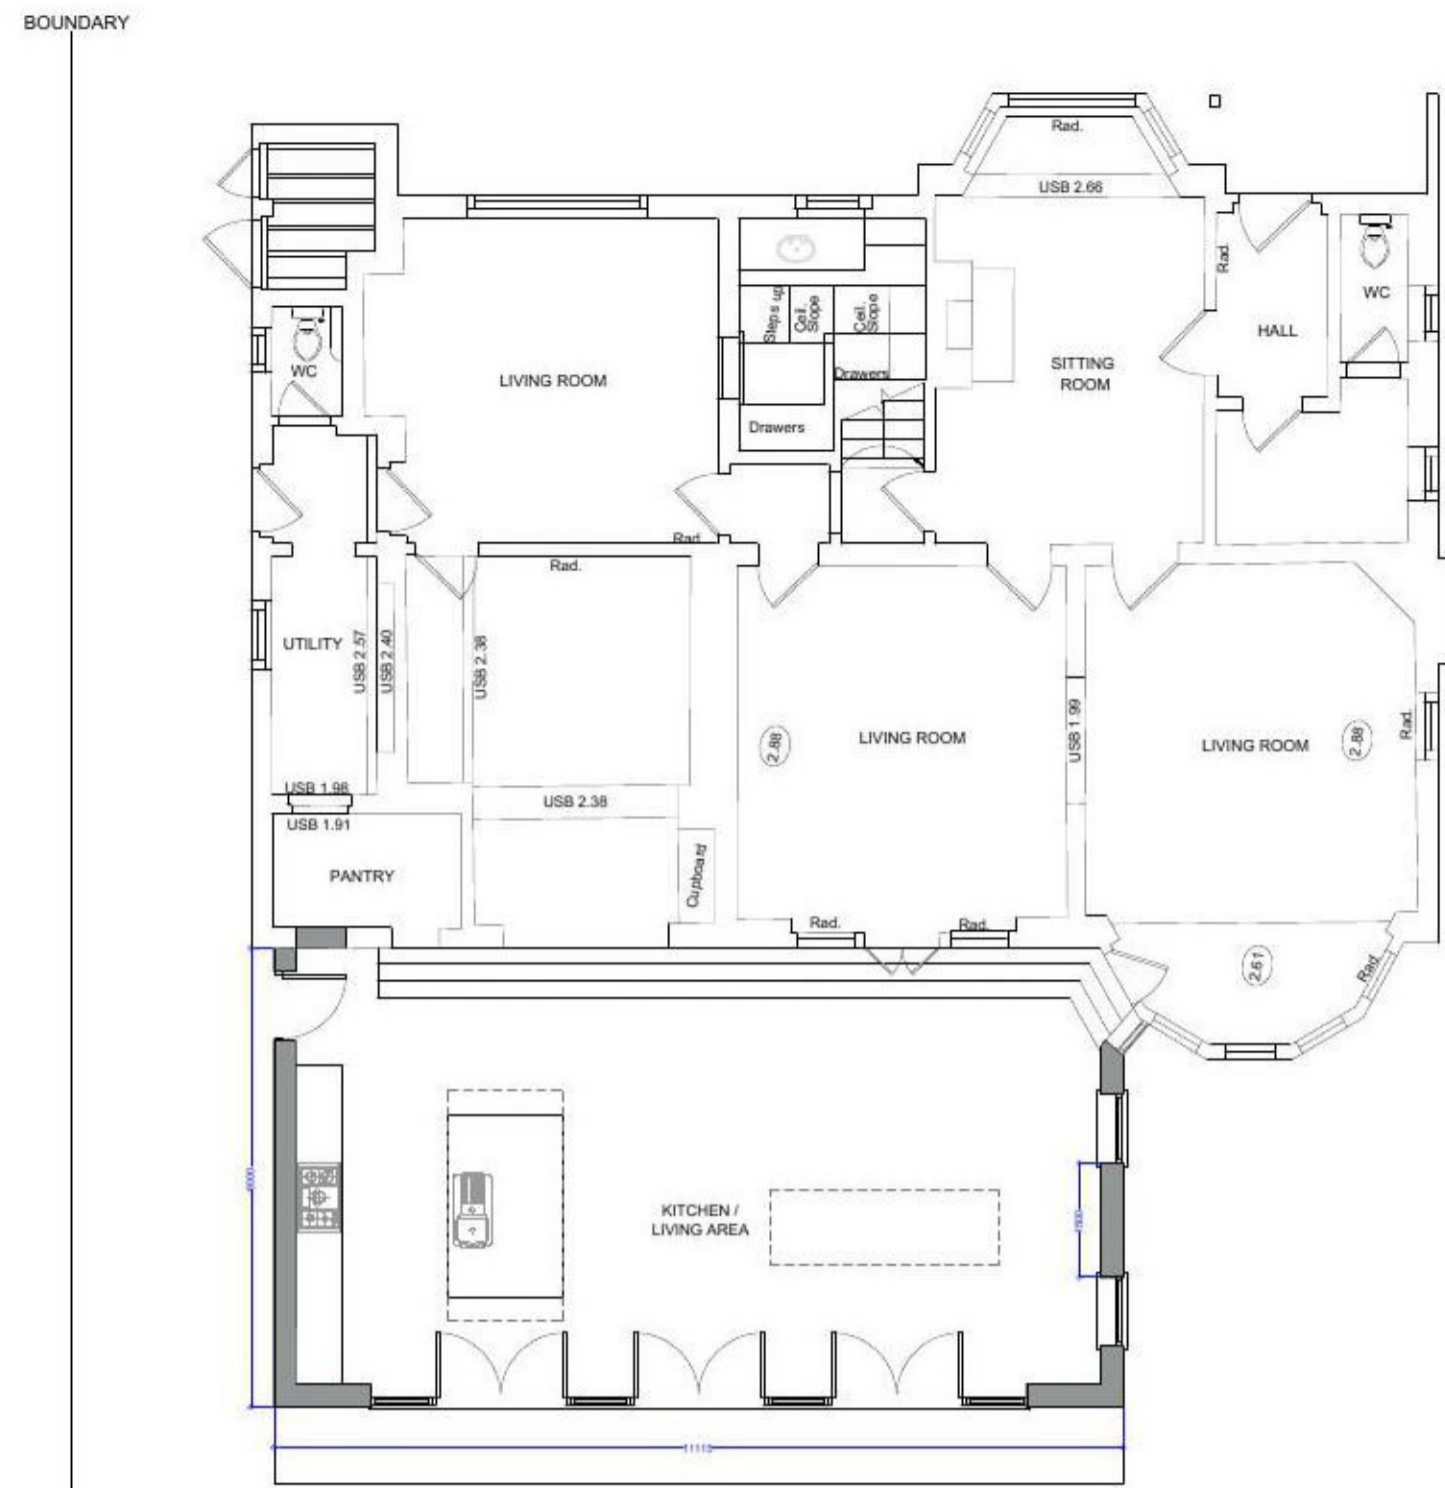 BOUNDARY
Rad.
USB 2.66
Rad.
WC
HALL
Steps up
Ceil.
Slope
Ceil.
Slope
SITTING
ROOM
WC
LIVING ROOM
Drawers
Drawers
Rad.
Rad.
UTILITY
USB 2.57
USB 2.40
USB 2.38
USB 1.99
2.88
LIVING ROOM
LIVING ROOM
2.88
Rad.
USB 1.98
USB 2.38
USB 1.91
PANTRY
Cupboard
Rad.
Rad.
2.61
Rad.
6000
KITCHEN /
LIVING AREA
1500